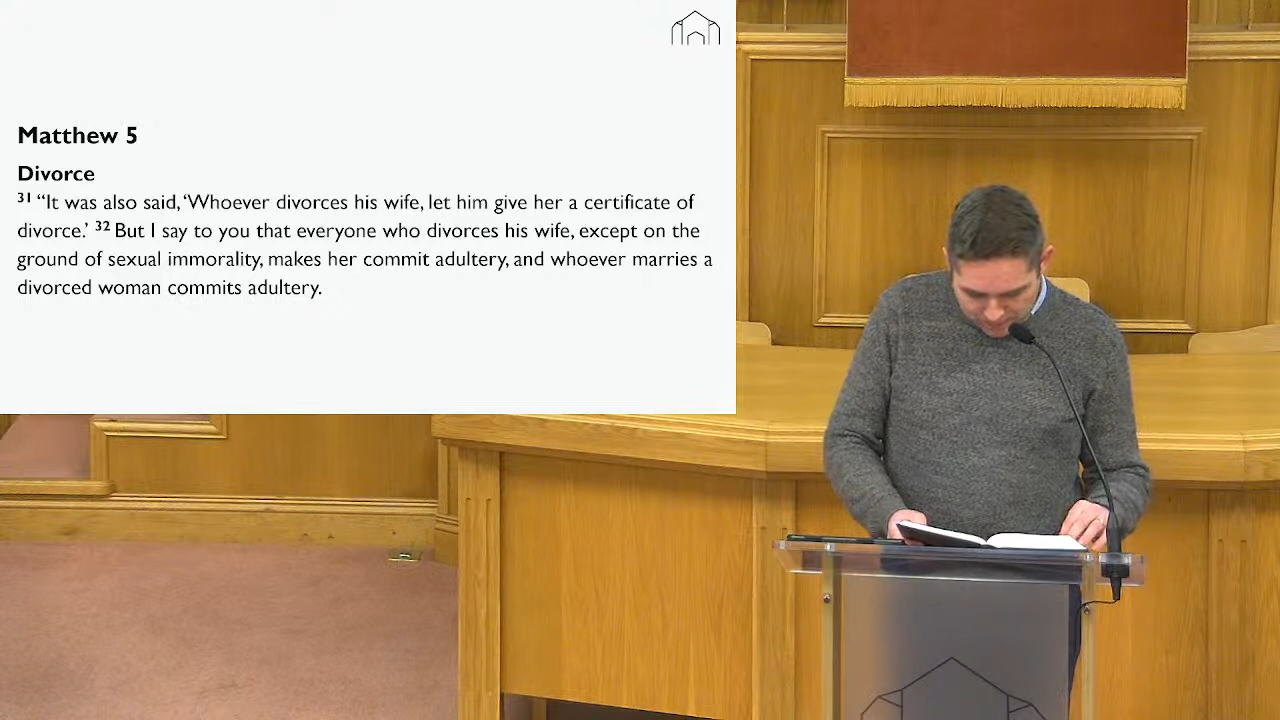 Matthew 5
Divorce
31 “It was also said, ‘Whoever divorces his wife, let him give her a certificate of
divorce.’ 32 But I say to you that everyone who divorces his wife, except on the
ground of sexual immorality, makes her commit adultery, and whoever marries a
divorced woman commits adultery.